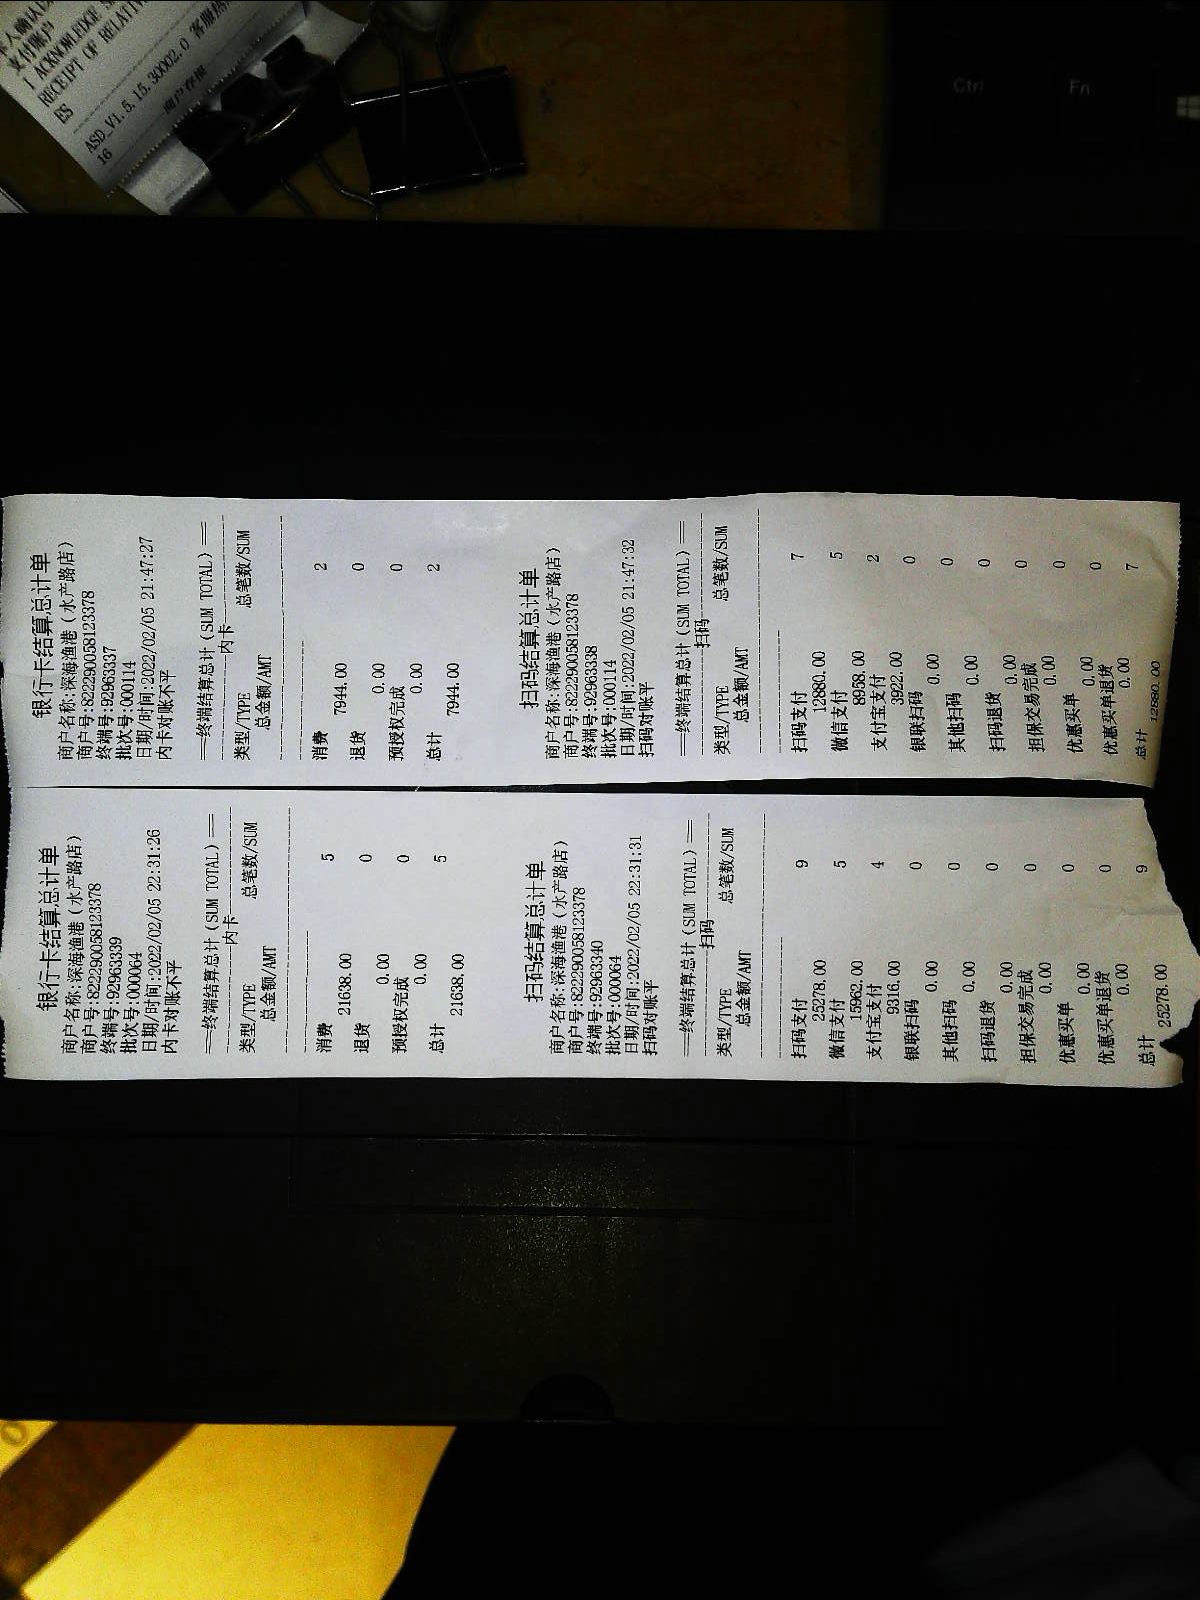 I ACKNOWLEDGE
RECEIPT OF RELATIV
ES
ASD_V1.5.15.30002.0 客服热
16
Ctrl
Fn
银行卡结算总计单
商户名称:深海渔港(水产路店)
商户号:822290058123378
终端号:92963337
批次号:000114
日期/时间:2022/02/05 21:47:27
内卡对账不平
==终端结算总计(SUM TOTAL)==
内卡
类型/TYPE 总笔数/SUM
总金额/AMT
消费 2
7944.00
退货 0
0.00
预授权完成 0
0.00
总计 2
7944.00
扫码结算总计单
商户名称:深海渔港(水产路店)
商户号:822290058123378
终端号:92963338
批次号:000114
日期/时间:2022/02/05 21:47:32
扫码对账平
==终端结算总计(SUM TOTAL)==
扫码
类型/TYPE 总笔数/SUM
总金额/AMT
扫码支付 7
12880.00
微信支付 5
8958.00
支付宝支付 2
3922.00
银联扫码 0
0.00
其他扫码 0
0.00
扫码退货 0
0.00
担保交易完成 0
0.00
优惠买单 0
0.00
优惠买单退货 0
0.00
总计 7
12880.00
银行卡结算总计单
商户名称:深海渔港(水产路店)
商户号:822290058123378
终端号:92963339
批次号:000064
日期/时间:2022/02/05 22:31:26
内卡对账不平
==终端结算总计(SUM TOTAL)==
内卡
类型/TYPE 总笔数/SUM
总金额/AMT
消费 5
21638.00
退货 0
0.00
预授权完成 0
0.00
总计 5
21638.00
扫码结算总计单
商户名称:深海渔港(水产路店)
商户号:822290058123378
终端号:92963340
批次号:000064
日期/时间:2022/02/05 22:31:31
扫码对账平
==终端结算总计(SUM TOTAL)==
扫码
类型/TYPE 总笔数/SUM
总金额/AMT
扫码支付 9
25278.00
微信支付 5
15962.00
支付宝支付 4
9316.00
银联扫码 0
0.00
其他扫码 0
0.00
扫码退货 0
0.00
担保交易完成 0
0.00
优惠买单 0
0.00
优惠买单退货 0
0.00
总计 9
25278.00